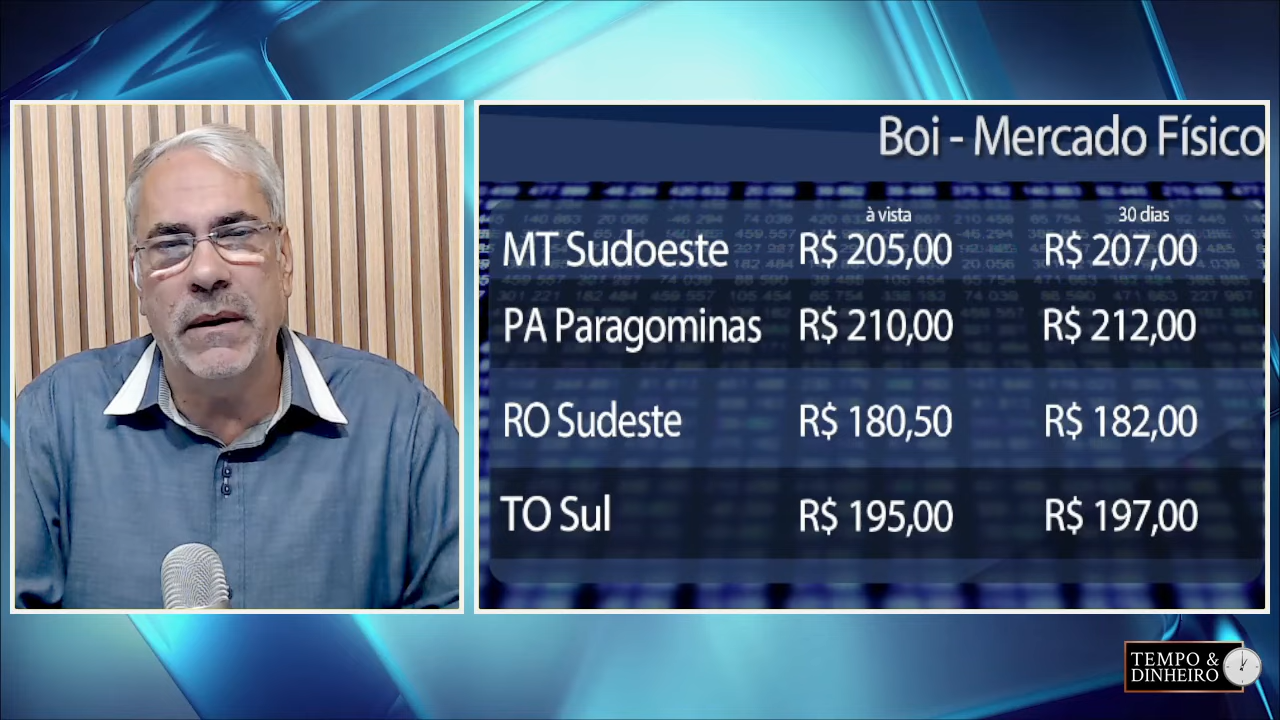 Boi - Mercado Físico
à vista 30 dias
MT Sudoeste R$ 205,00 R$ 207,00
PA Paragominas R$ 210,00 R$ 212,00
RO Sudeste R$ 180,50 R$ 182,00
TO Sul R$ 195,00 R$ 197,00
TEMPO &
DINHEIRO